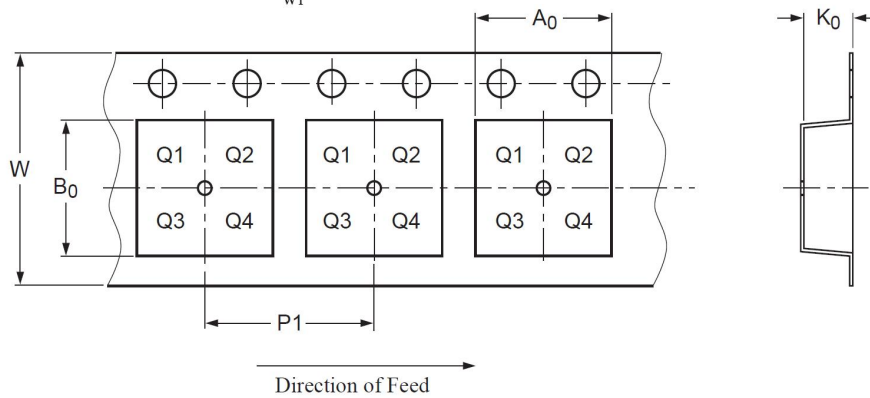 W1
A0
K0
Q1 Q2 Q1 Q2 Q1 Q2
W
B0
Q3 Q4 Q3 Q4 Q3 Q4
P1
Direction of Feed